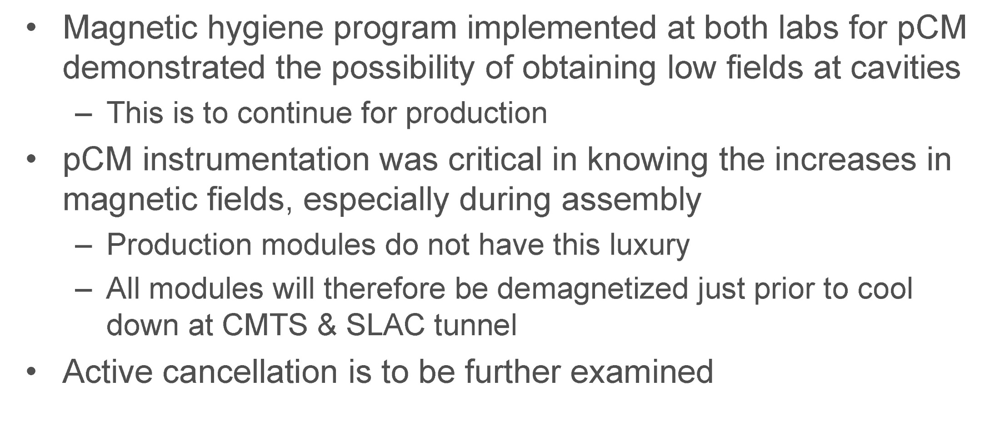 • Magnetic hygiene program implemented at both labs for pCM
demonstrated the possibility of obtaining low fields at cavities
– This is to continue for production
• pCM instrumentation was critical in knowing the increases in
magnetic fields, especially during assembly
– Production modules do not have this luxury
– All modules will therefore be demagnetized just prior to cool
down at CMTS & SLAC tunnel
• Active cancellation is to be further examined